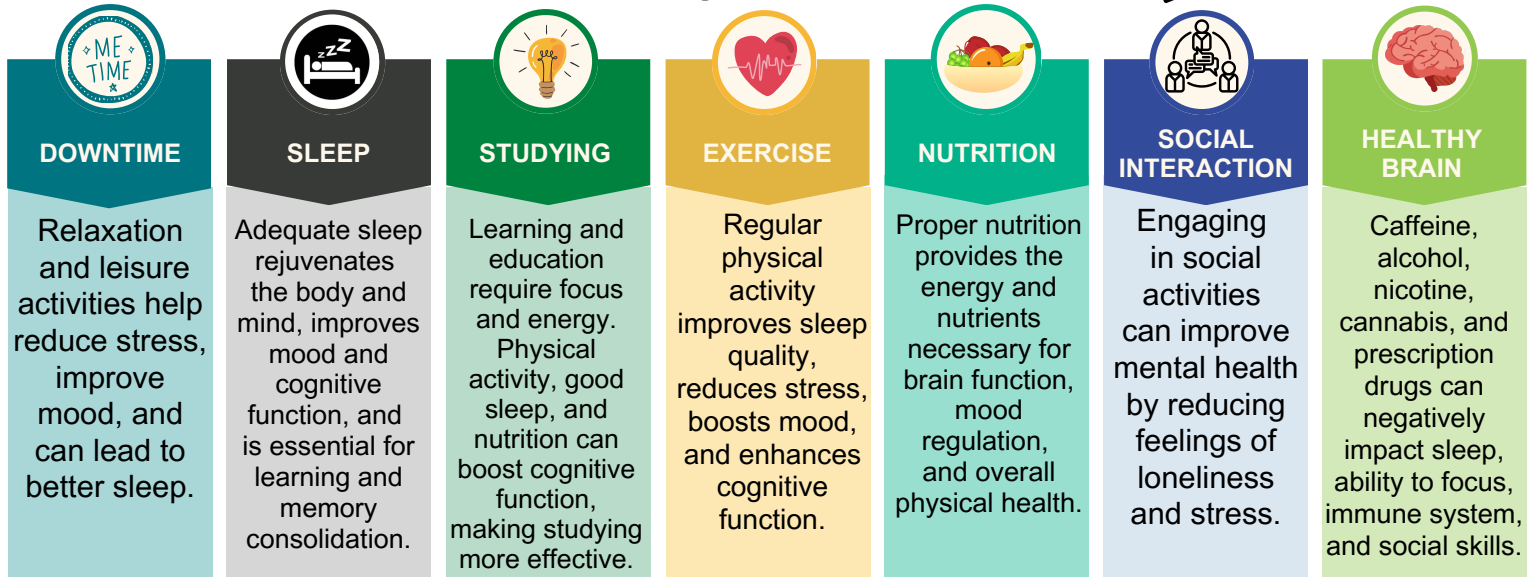 ME
TIME
DOWNTIME
Relaxation
and leisure
activities help
reduce stress,
improve
mood, and
can lead to
better sleep.
zzZ
SLEEP
Adequate sleep
rejuvenates
the body and
mind, improves
mood and
cognitive
function, and
is essential for
learning and
memory
consolidation.
STUDYING
Learning and
education
require focus
and energy.
Physical
activity, good
sleep, and
nutrition can
boost cognitive
function,
making studying
more effective.
EXERCISE
Regular
physical
activity
improves sleep
quality,
reduces stress,
boosts mood,
and enhances
cognitive
function.
NUTRITION
Proper nutrition
provides the
energy and
nutrients
necessary for
brain function,
mood
regulation,
and overall
physical health.
SOCIAL
INTERACTION
Engaging
in social
activities
can improve
mental health
by reducing
feelings of
loneliness
and stress.
HEALTHY
BRAIN
Caffeine,
alcohol,
nicotine,
cannabis, and
prescription
drugs can
negatively
impact sleep,
ability to focus,
immune system,
and social skills.